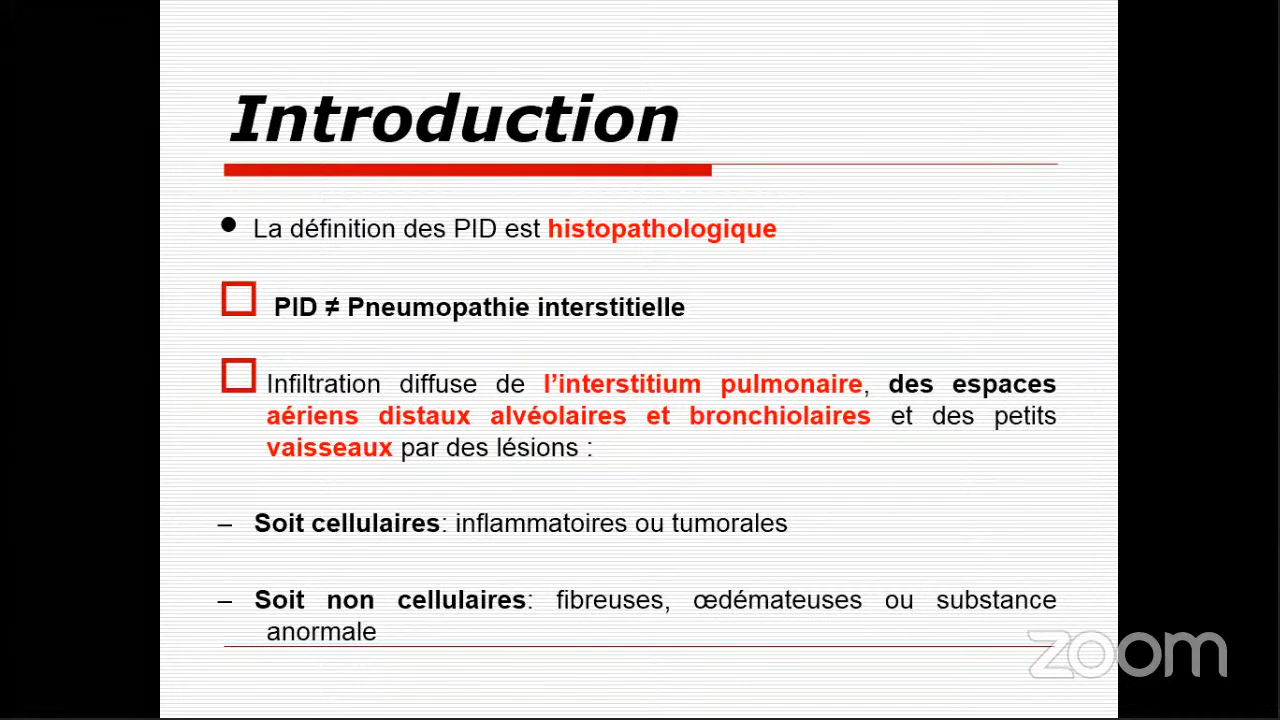 Introduction
● La définition des PID est histopathologique
PID ≠ Pneumopathie interstitielle
Infiltration diffuse de l’interstitium pulmonaire, des espaces
aériens distaux alvéolaires et bronchiolaires et des petits
vaisseaux par des lésions :
– Soit cellulaires: inflammatoires ou tumorales
– Soit non cellulaires: fibreuses, œdémateuses ou substance
anormale
zoom